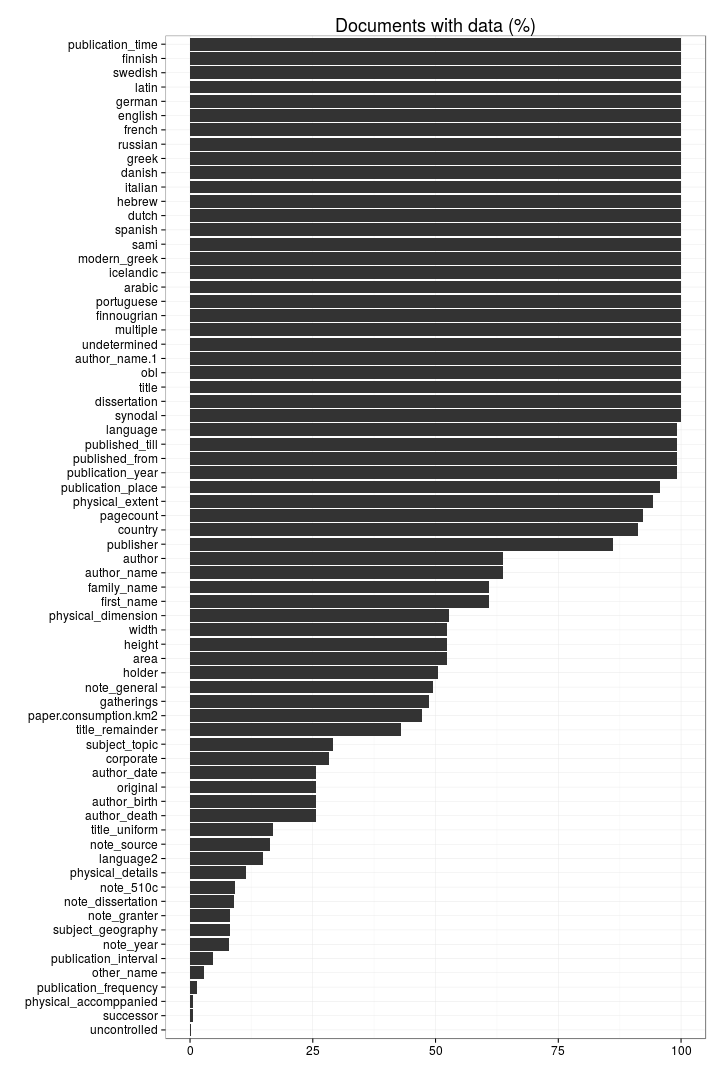 Documents with data (%)
publication_time
finnish
swedish
latin
german
english
french
russian
greek
danish
italian
hebrew
dutch
spanish
sami
modern_greek
icelandic
arabic
portuguese
finnougrian
multiple
undetermined
author_name.1
obl
title
dissertation
synodal
language
published_till
published_from
publication_year
publication_place
physical_extent
pagecount
country
publisher
author
author_name
family_name
first_name
physical_dimension
width
height
area
holder
note_general
gatherings
paper.consumption.km2
title_remainder
subject_topic
corporate
author_date
original
author_birth
author_death
title_uniform
note_source
language2
physical_details
note_510c
note_dissertation
note_granter
subject_geography
note_year
publication_interval
other_name
publication_frequency
physical_accomppanied
successor
uncontrolled
0 25 50 75 100